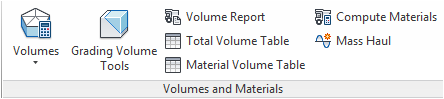 Volumes
Grading Volume
Tools
Volume Report
Total Volume Table
Material Volume Table
Compute Materials
Mass Haul
Volumes and Materials